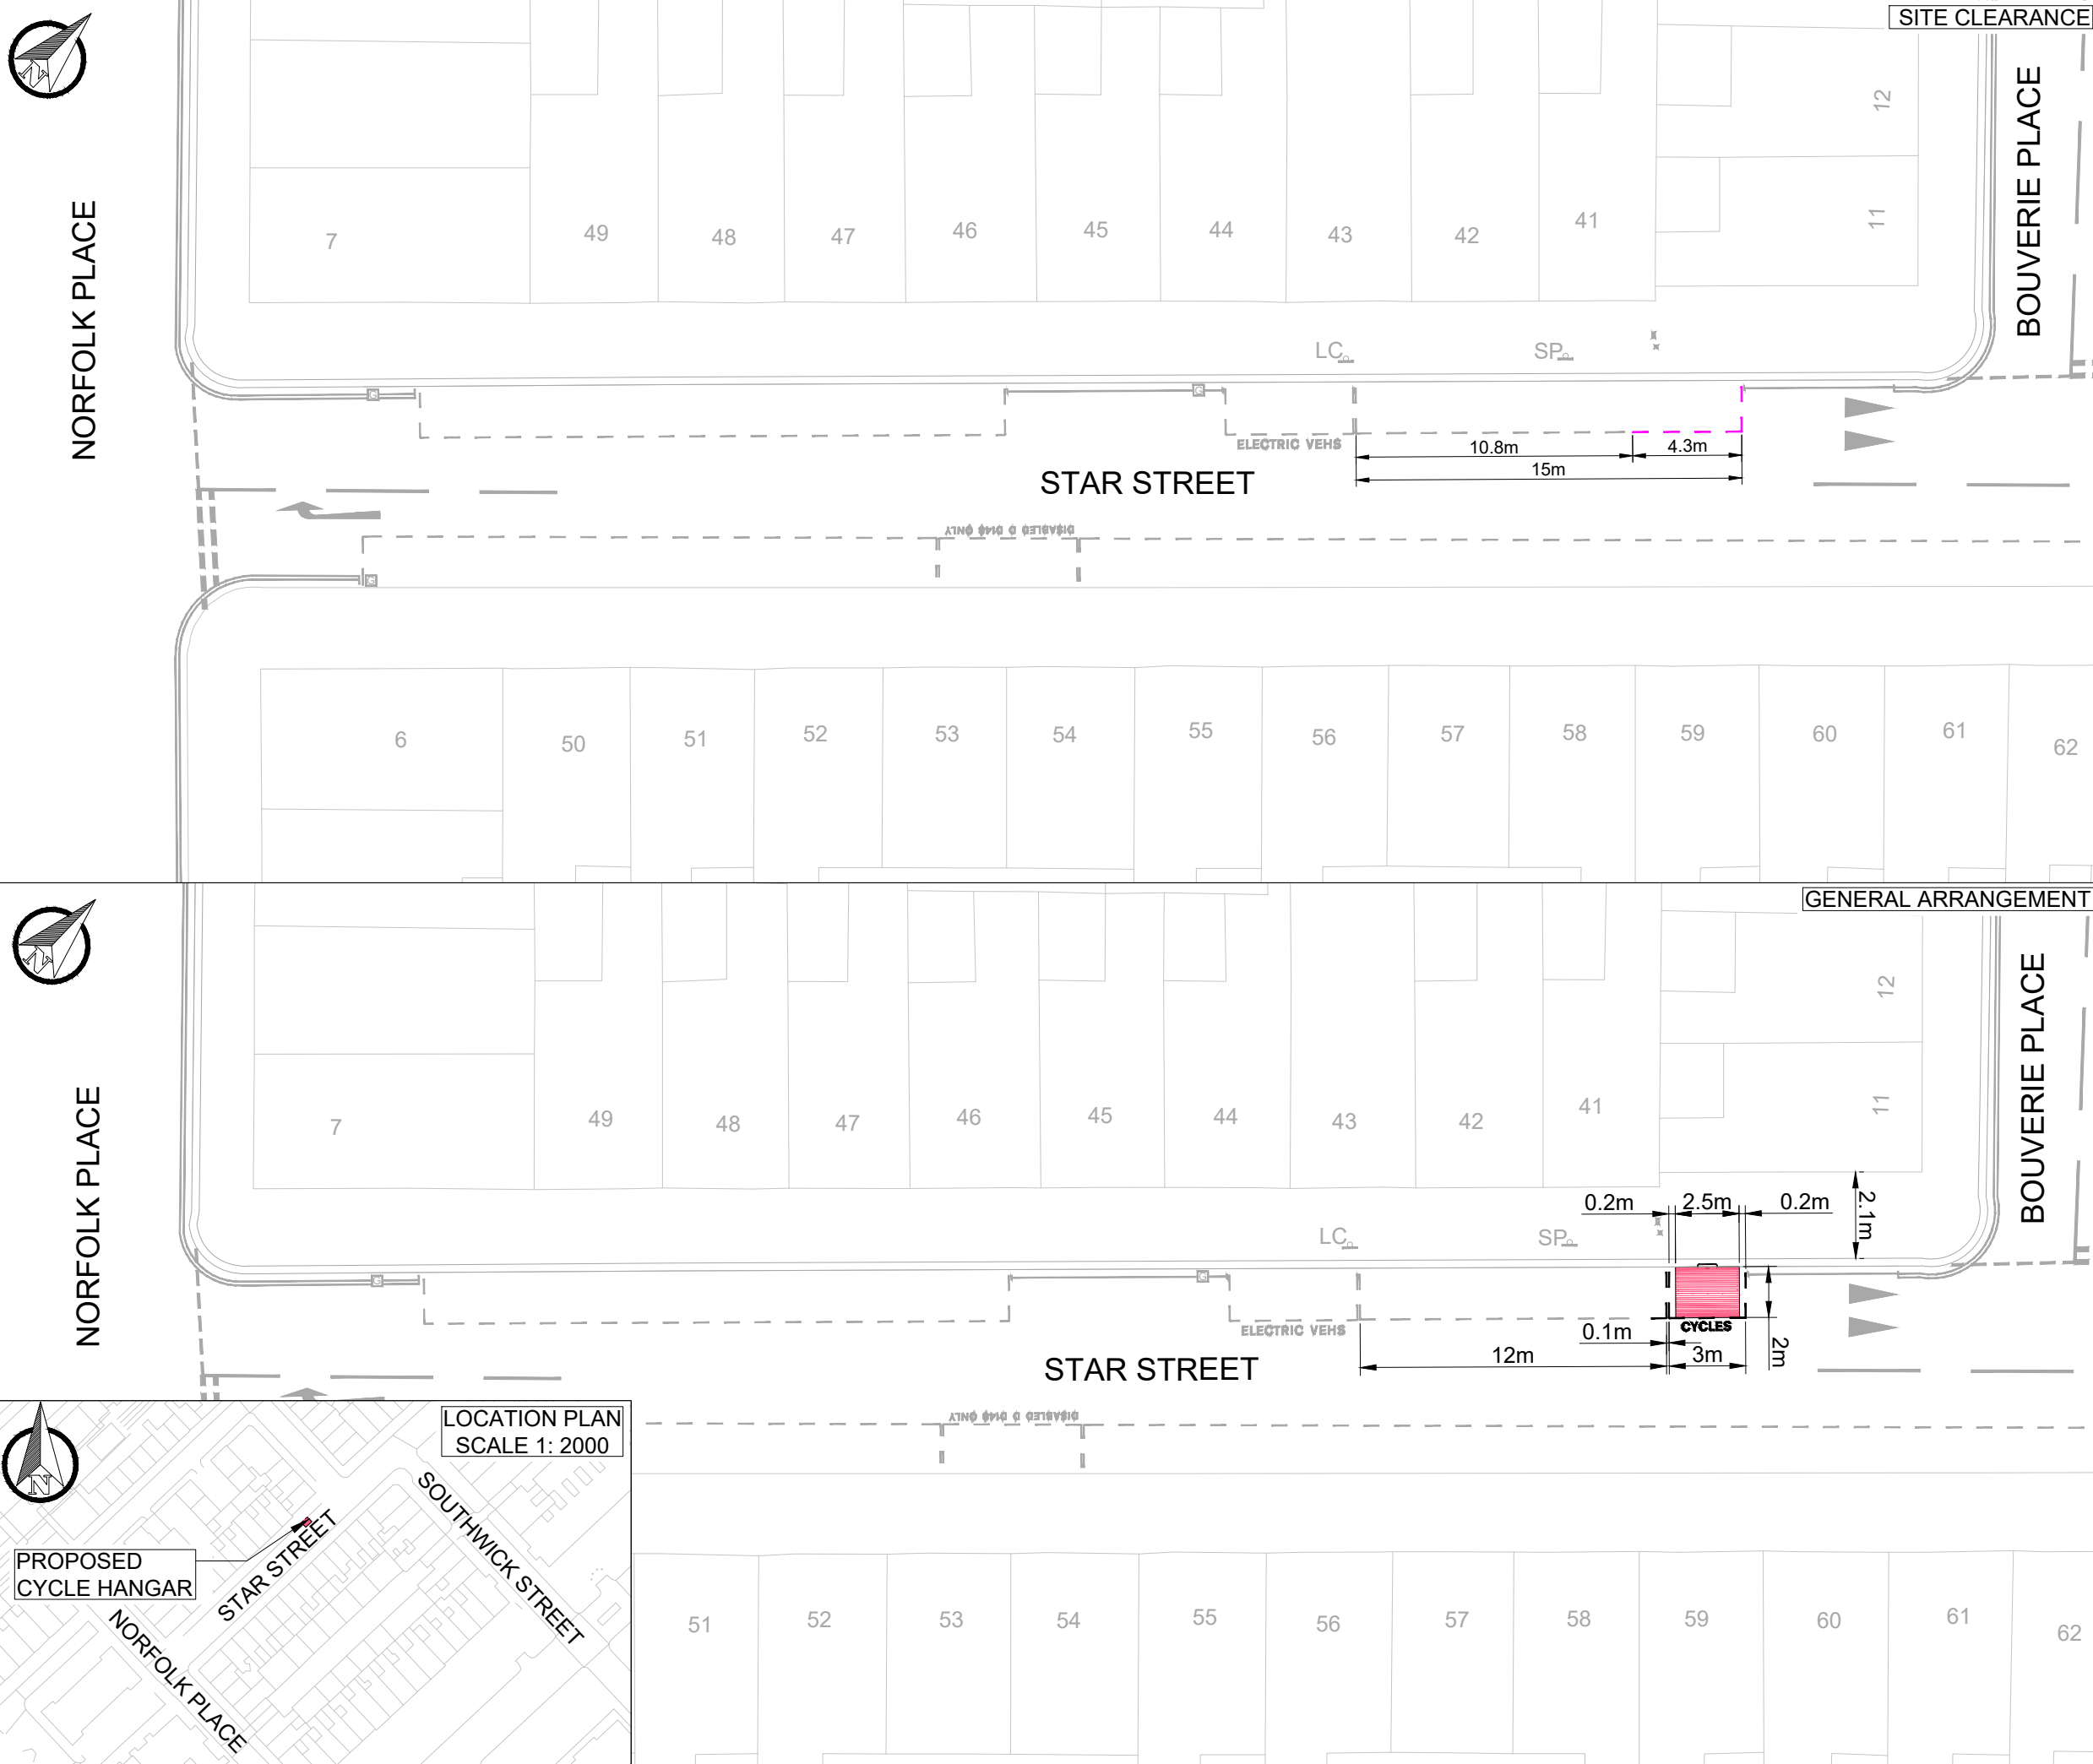 SITE CLEARANCE
N
NORFOLK PLACE
BOUVERIE PLACE
12
11
7
49
48
47
46
45
44
43
42
41
LC
SP
G
G
ELECTRIC VEHS
10.8m
4.3m
15m
STAR STREET
DISABLED D D146 ONLY
G
6
50
51
52
53
54
55
56
57
58
59
60
61
62
GENERAL ARRANGEMENT
N
NORFOLK PLACE
BOUVERIE PLACE
12
11
7
49
48
47
46
45
44
43
42
41
0.2m
2.5m
0.2m
2.1m
LC
SP
G
G
ELECTRIC VEHS
CYCLES
0.1m
12m
3m
2m
STAR STREET
DISABLED D D146 ONLY
LOCATION PLAN
SCALE 1: 2000
N
SOUTHWICK STREET
STAR STREET
PROPOSED
CYCLE HANGAR
NORFOLK PLACE
51
52
53
54
55
56
57
58
59
60
61
62